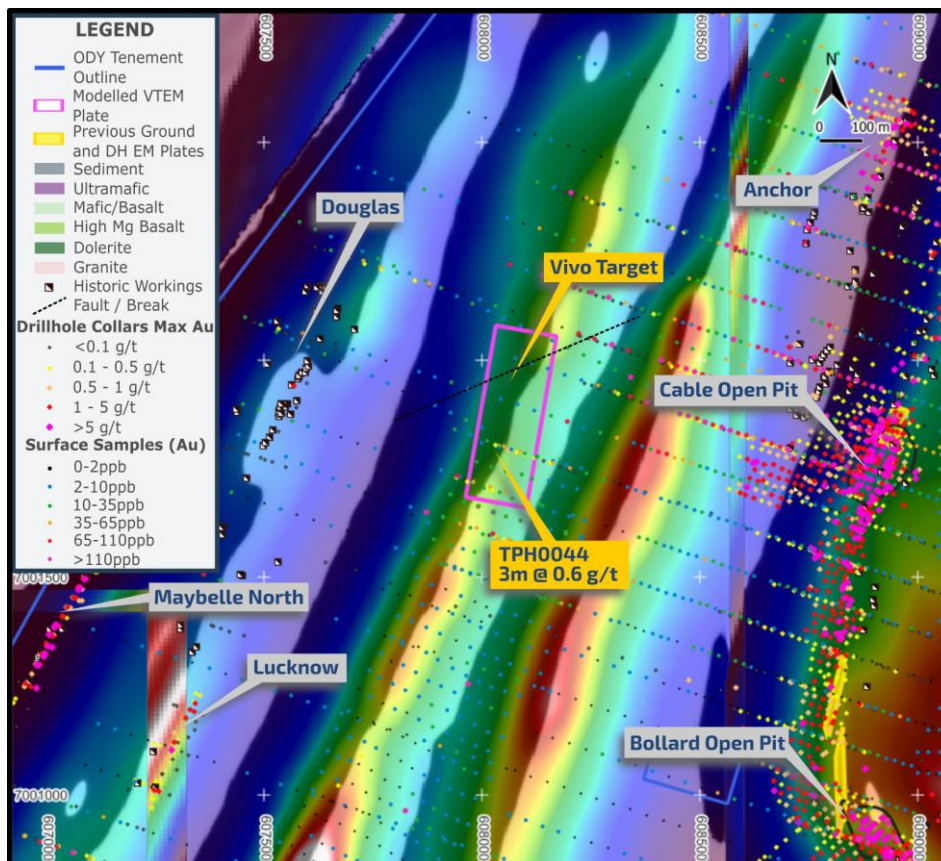 LEGEND
ODY Tenement
Outline
Modelled VTEM
Plate
Previous Ground
and DH EM Plates
Sediment
Ultramafic
Mafic/Basalt
High Mg Basalt
Dolerite
Granite
Historic Workings
Fault / Break
Drillhole Collars Max Au
<0.1 g/t
0.1 - 0.5 g/t
0.5 - 1 g/t
1 - 5 g/t
>5 g/t
Surface Samples (Au)
0-2ppb
2-10ppb
10-35ppb
35-65ppb
65-110ppb
>110ppb
607500
608000
608500
609000
N
0 100 m
Anchor
Douglas
Vivo Target
Cable Open Pit
TPH0044
3m @ 0.6 g/t
7001500
Maybelle North
Lucknow
Bollard Open Pit
7001000
607000
607500
608000
608500
609000